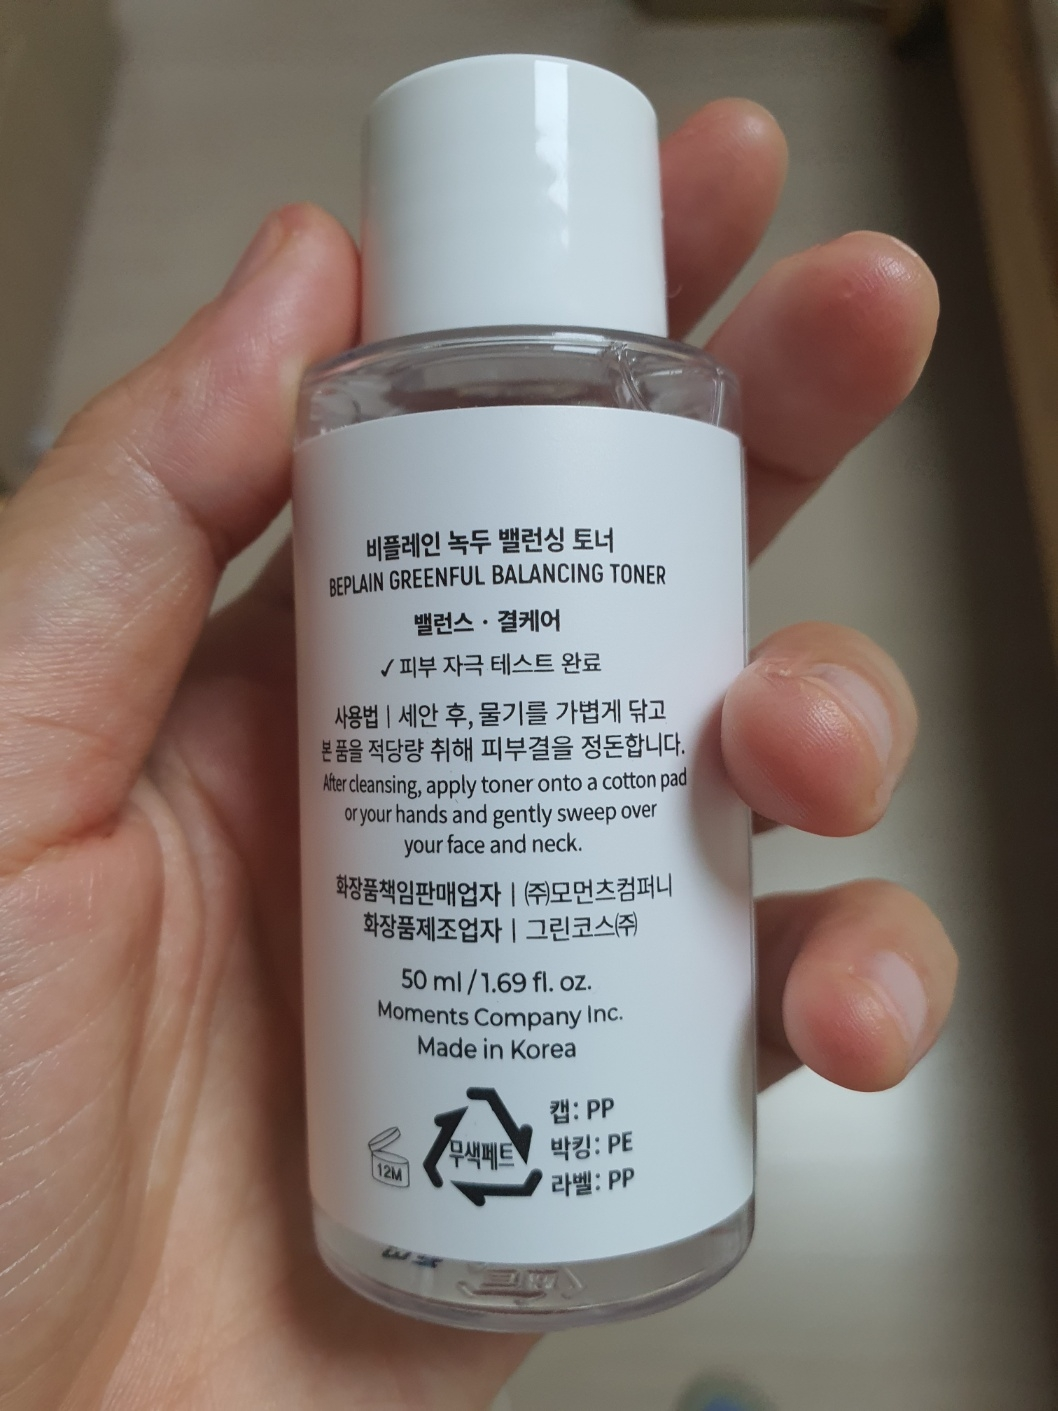 비플레인 녹두 밸런싱 토너
BEPLAIN GREENFUL BALANCING TONER
밸런스 · 결케어
✓ 피부 자극 테스트 완료
사용법 | 세안 후, 물기를 가볍게 닦고
본 품을 적당량 취해 피부결을 정돈합니다.
After cleansing, apply toner onto a cotton pad
or your hands and gently sweep over
your face and neck.
화장품책임판매업자 | ㈜모먼츠컴퍼니
화장품제조업자 | 그린코스㈜
50 ml / 1.69 fl. oz.
Moments Company Inc.
Made in Korea
12M
무색페트
캡: PP
박킹: PE
라벨: PP